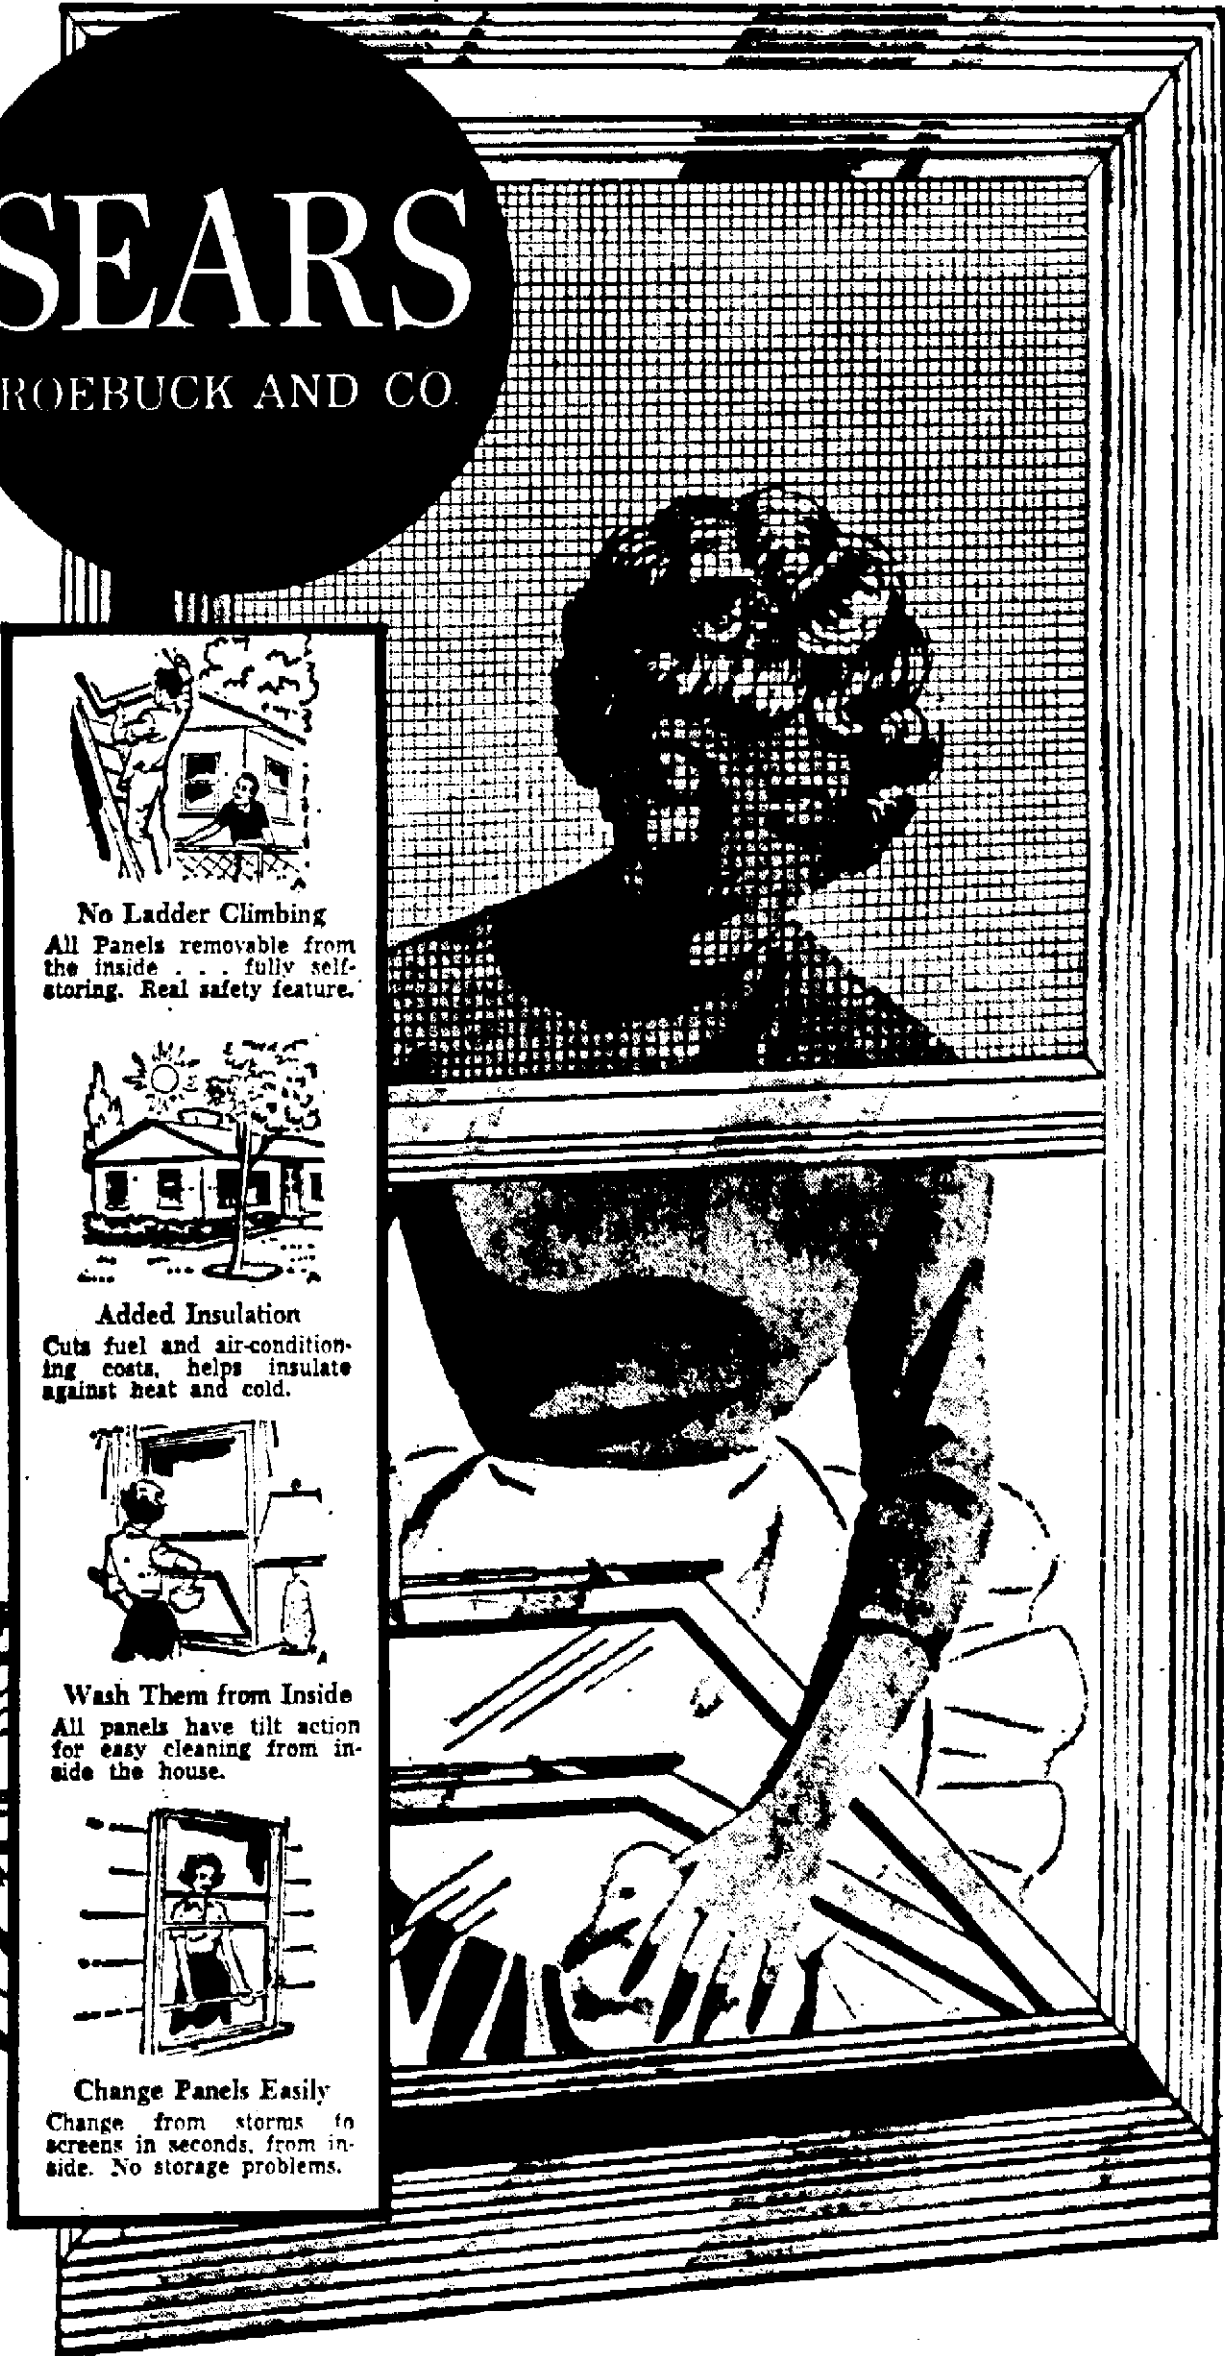 SEARS
ROEBUCK AND CO.
No Ladder Climbing
All Panels removable from
the inside . . . fully self-
storing. Real safety feature.
Added Insulation
Cuts fuel and air-condition-
ing costs, helps insulate
against heat and cold.
Wash Them from Inside
All panels have tilt action
for easy cleaning from in-
side the house.
Change Panels Easily
Change from storms to
screens in seconds, from in-
side. No storage problems.